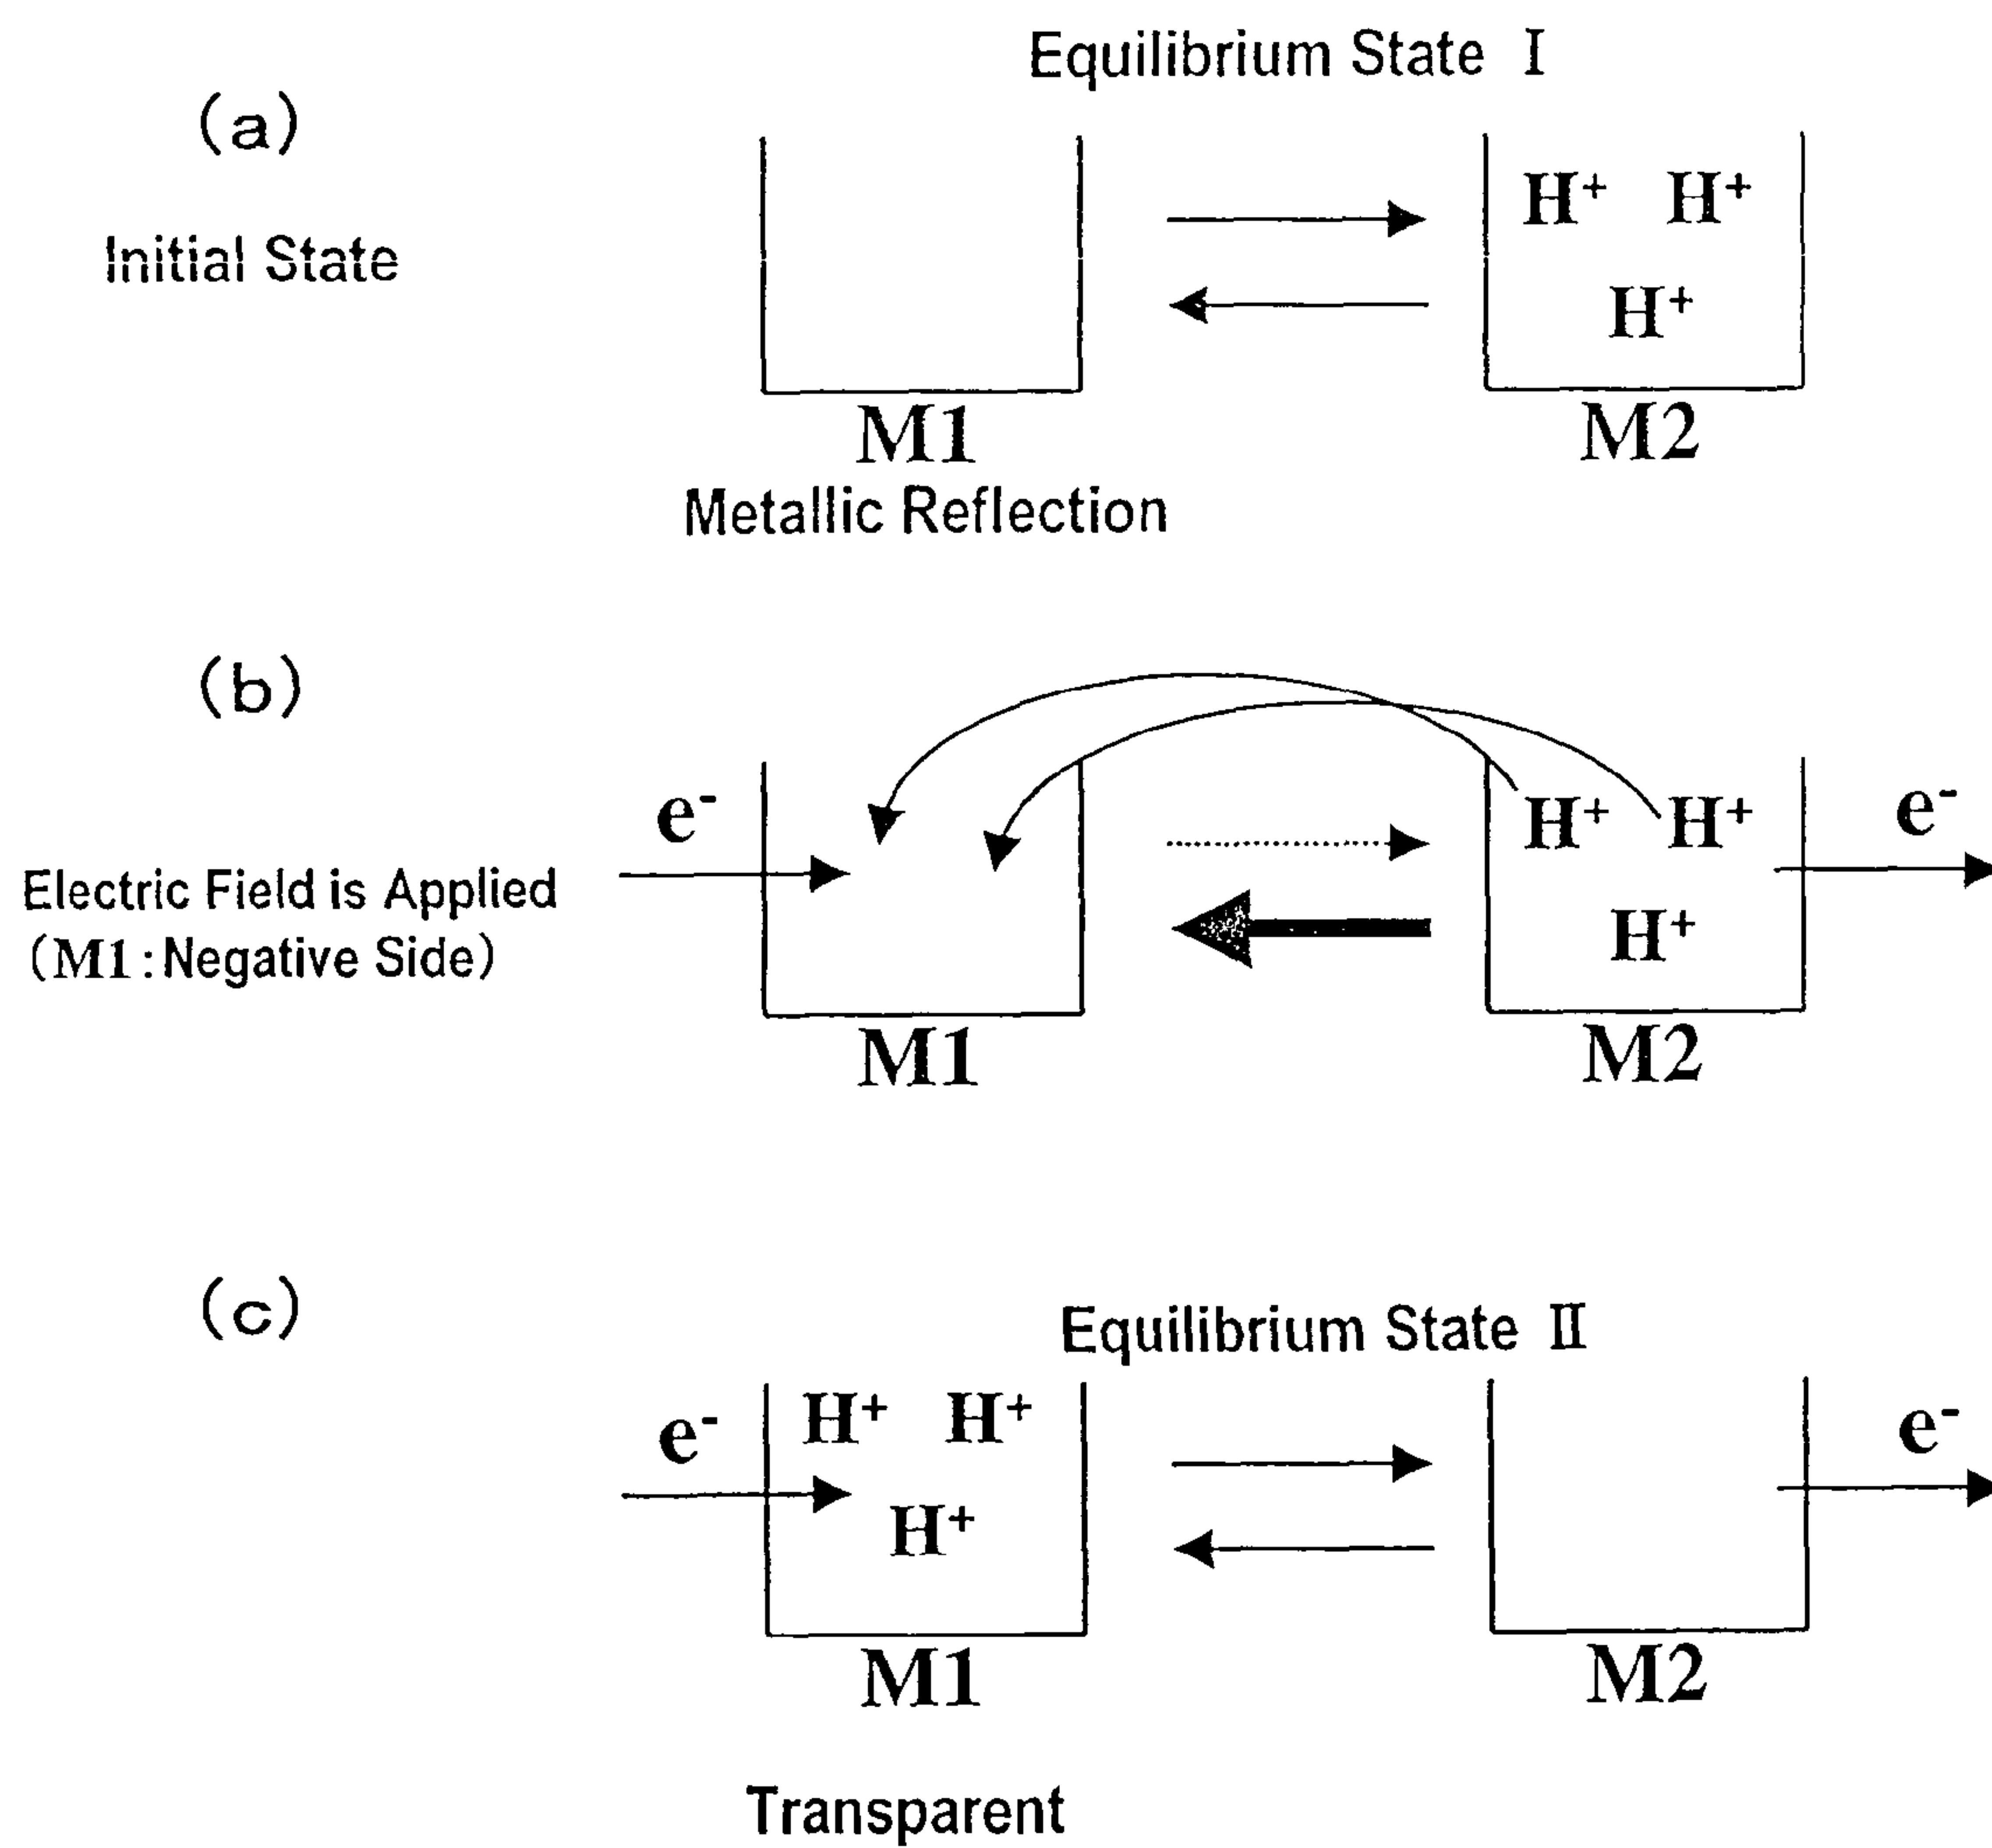 Equilibrium State I
(a)
Initial State
H⁺ H⁺
H⁺
M1
M2
Metallic Reflection
(b)
e⁻
H⁺ H⁺
e⁻
Electric Field is Applied
(M1:Negative Side)
H⁺
M1
M2
(c)
Equilibrium State II
e⁻
H⁺ H⁺
e⁻
H⁺
M1
M2
Transparent